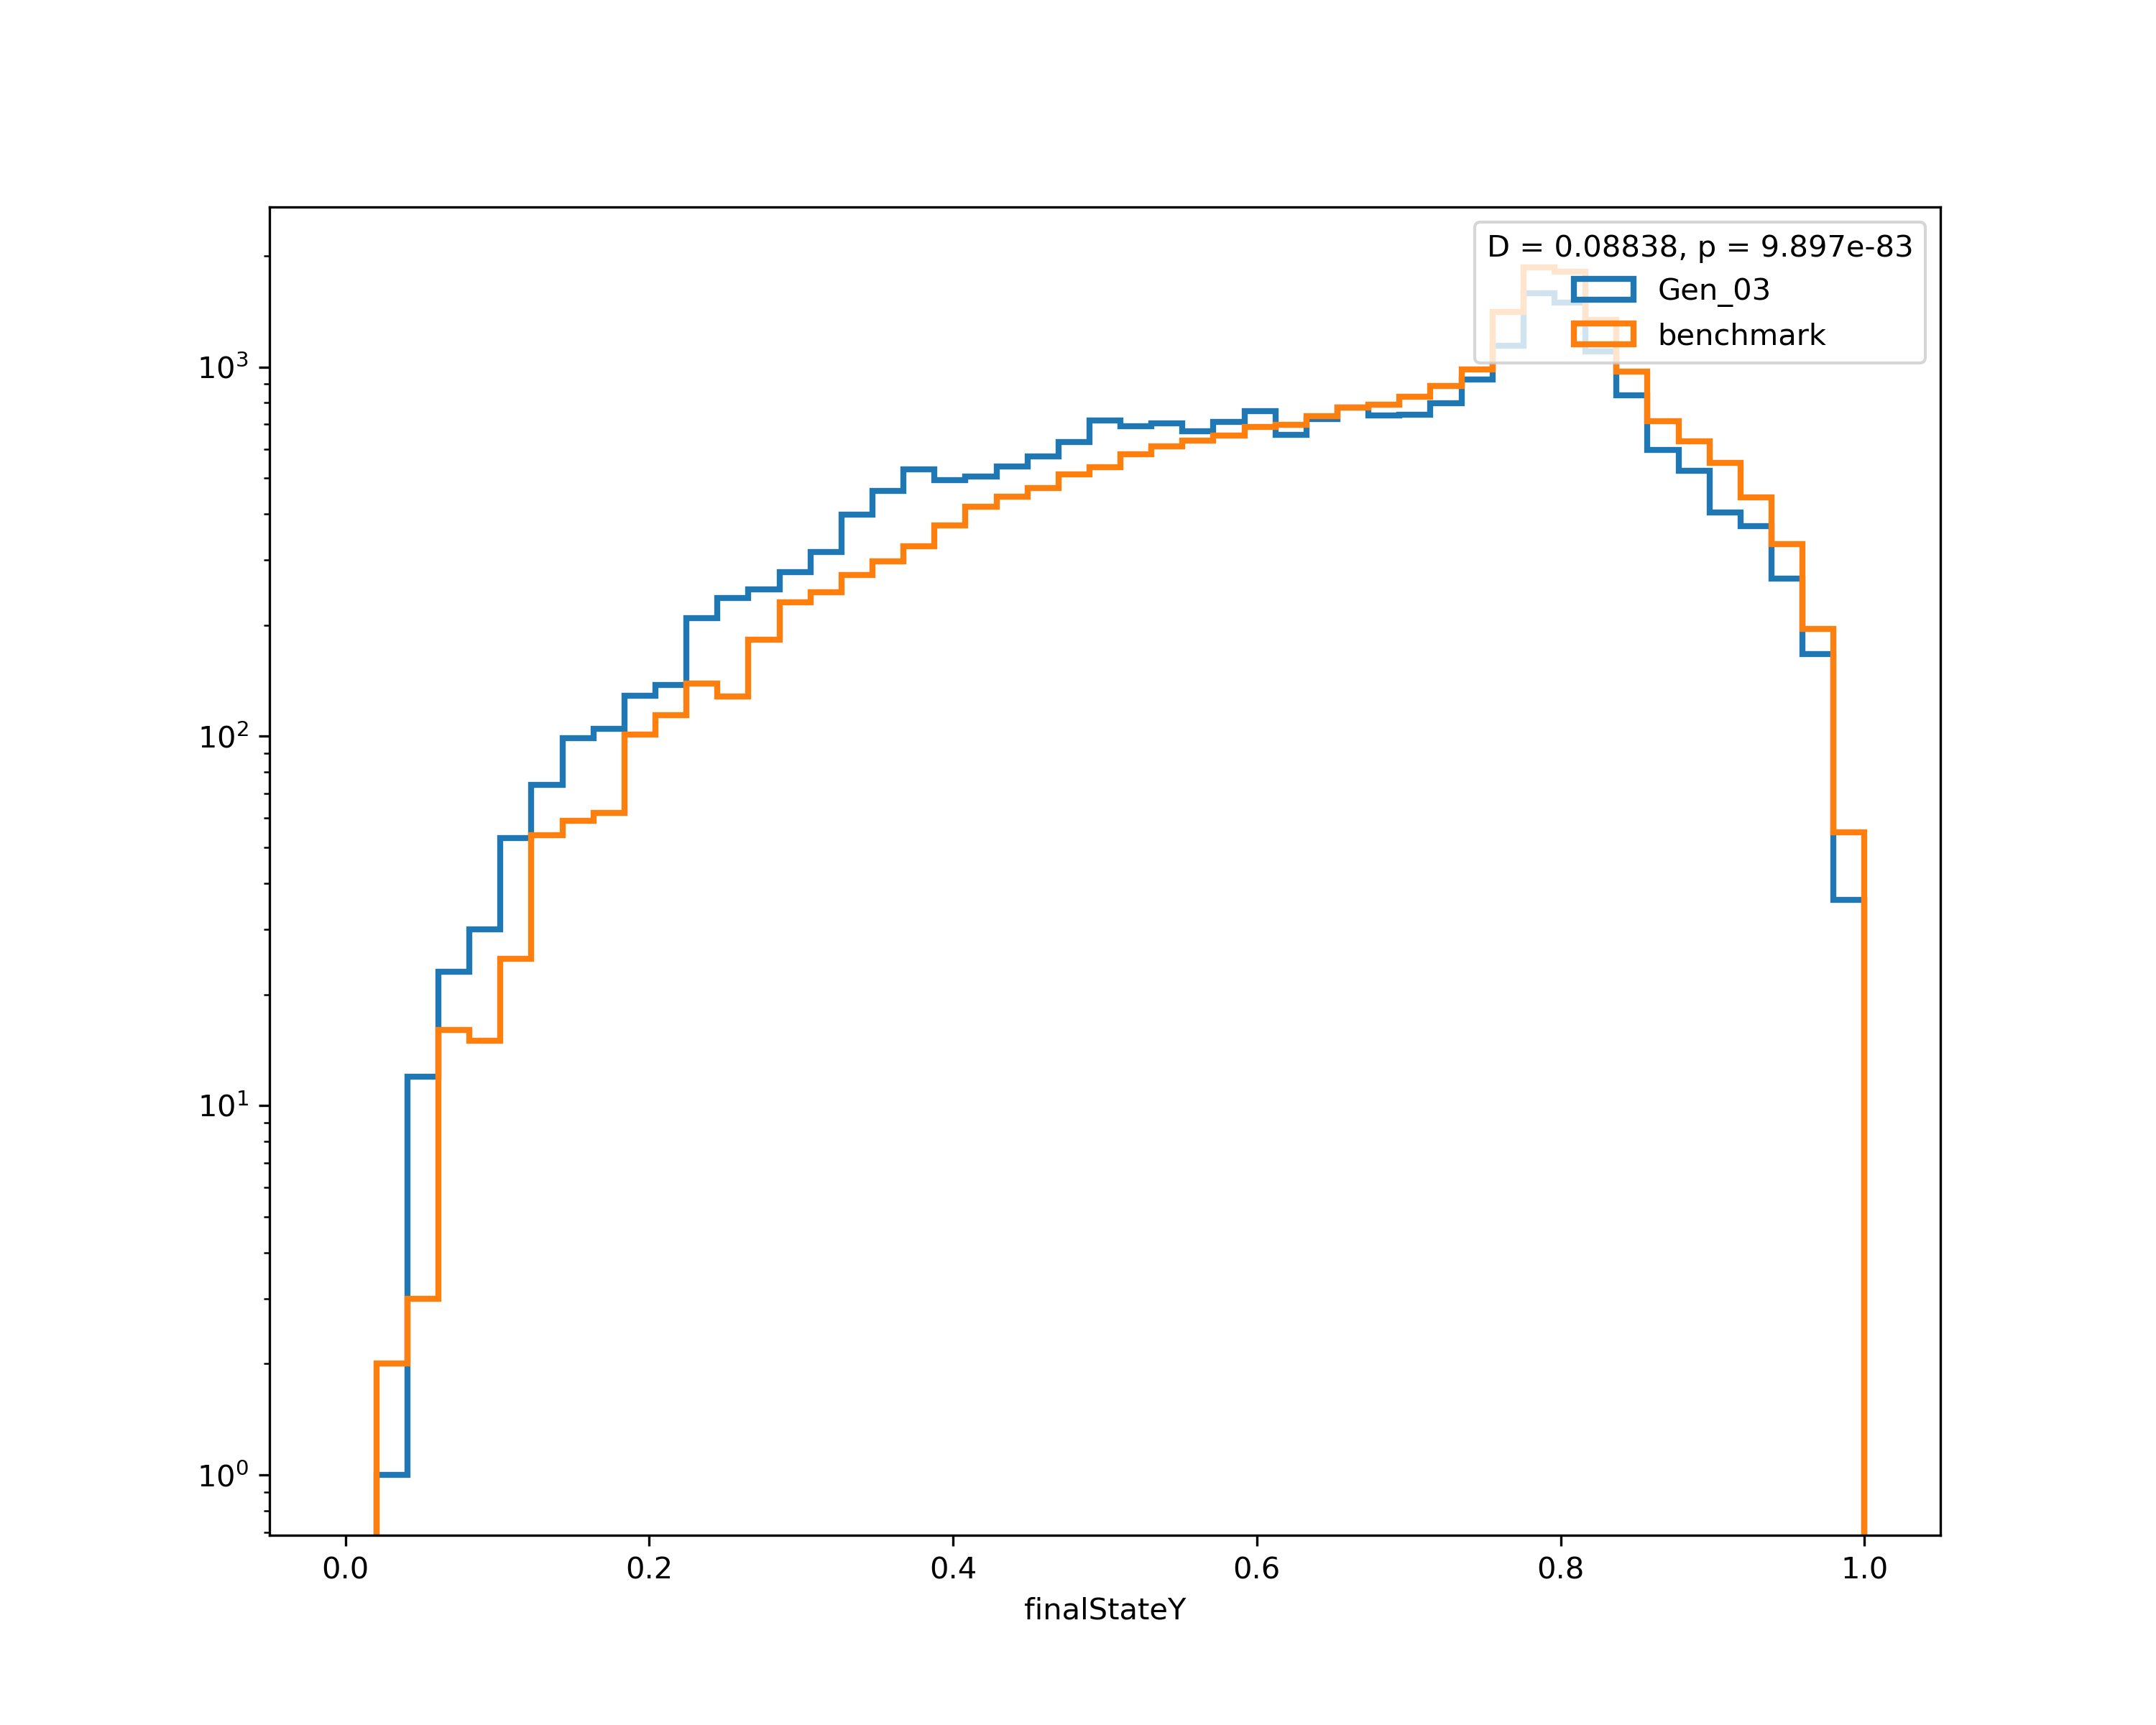 D = 0.08838, p = 9.897e-83
Gen_03
benchmark
10³
10²
10¹
10⁰
0.0 0.2 0.4 0.6 0.8 1.0
finalStateY